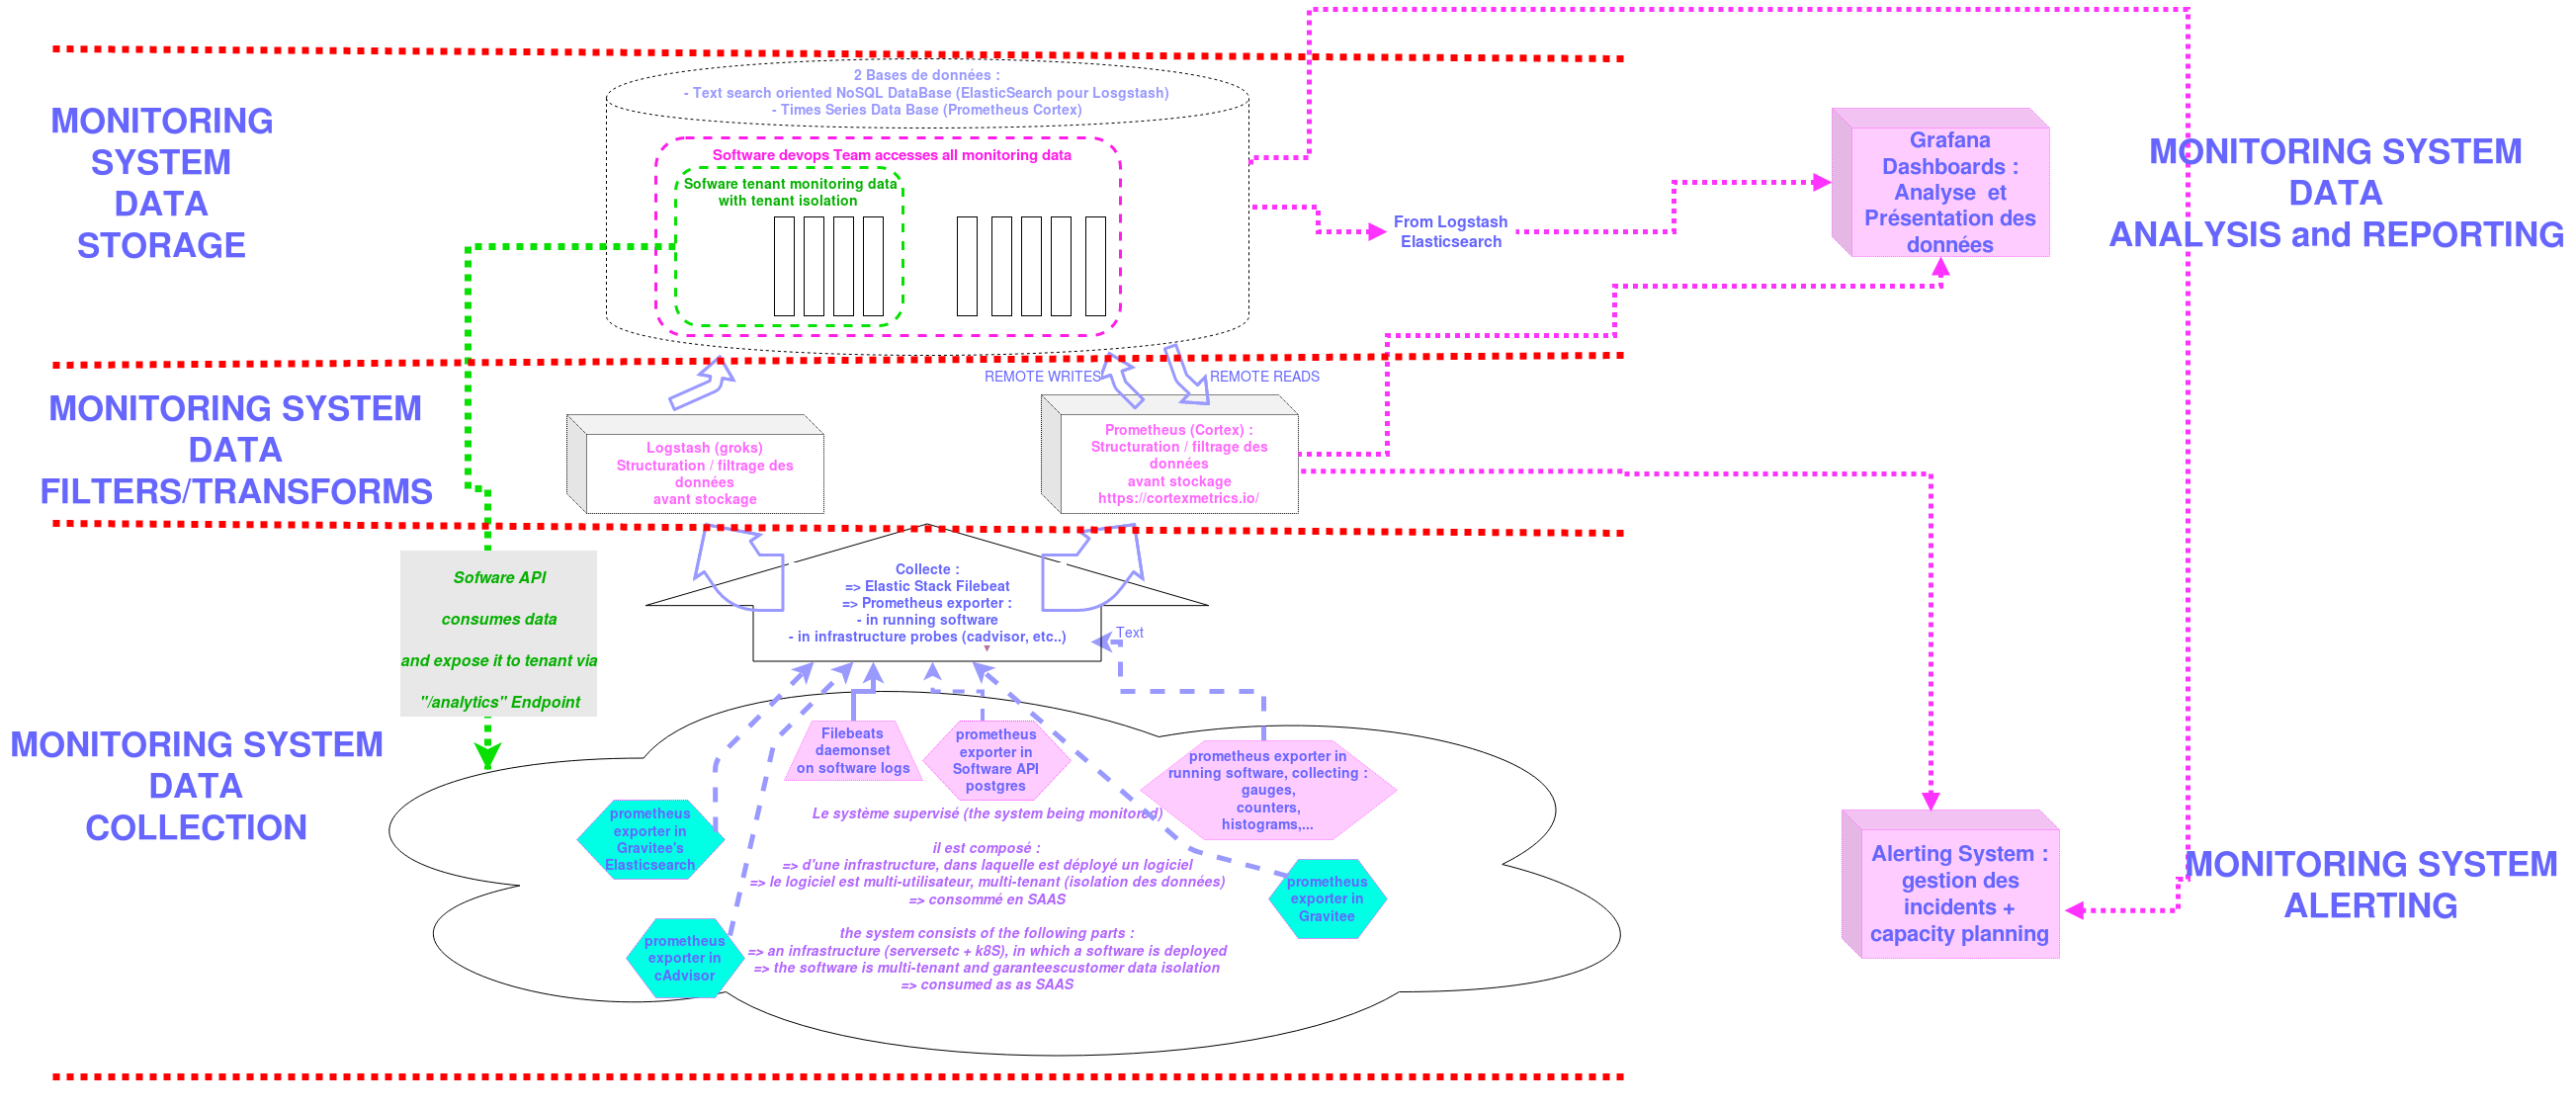 MONITORING
SYSTEM
DATA
STORAGE
2 Bases de données :
- Text search oriented NoSQL DataBase (ElasticSearch pour Losgstash)
- Times Series Data Base (Prometheus Cortex)
Software devops Team accesses all monitoring data
Sofware tenant monitoring data
with tenant isolation
From Logstash
Elasticsearch
Grafana
Dashboards :
Analyse et
Présentation des
données
MONITORING SYSTEM
DATA
ANALYSIS and REPORTING
MONITORING SYSTEM
DATA
FILTERS/TRANSFORMS
REMOTE WRITES
REMOTE READS
Logstash (groks)
Structuration / filtrage des
données
avant stockage
Prometheus (Cortex) :
Structuration / filtrage des
données
avant stockage
https://cortexmetrics.io/
Sofware API
consumes data
and expose it to tenant via
"/analytics" Endpoint
Collecte :
=> Elastic Stack Filebeat
=> Prometheus exporter :
- in running software
- in infrastructure probes (cadvisor, etc..)
Text
MONITORING SYSTEM
DATA
COLLECTION
Filebeats
daemonset
on software logs
prometheus
exporter in
Software API
postgres
prometheus exporter in
running software, collecting :
gauges,
counters,
histograms,...
prometheus
exporter in
Gravitee's
Elasticsearch
Le système supervisé (the system being monitored)
il est composé :
=> d'une infrastructure, dans laquelle est déployé un logiciel
=> le logiciel est multi-utilisateur, multi-tenant (isolation des données)
=> consommé en SAAS
the system consists of the following parts :
=> an infrastructure (serversetc + k8S), in which a software is deployed
=> the software is multi-tenant and garanteescustomer data isolation
=> consumed as as SAAS
prometheus
exporter in
Gravitee
prometheus
exporter in
cAdvisor
Alerting System :
gestion des
incidents +
capacity planning
MONITORING SYSTEM
ALERTING